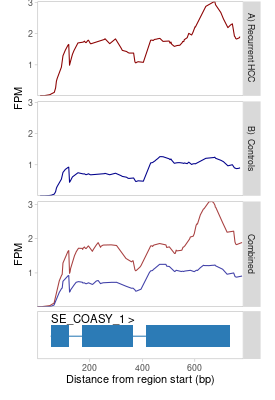 3
2
1
FPM
A) Recurrent HCC
3
2
1
B) Controls
3
2
1
FPM
Combined
SE_COASY_1 >
200 400 600
Distance from region start (bp)